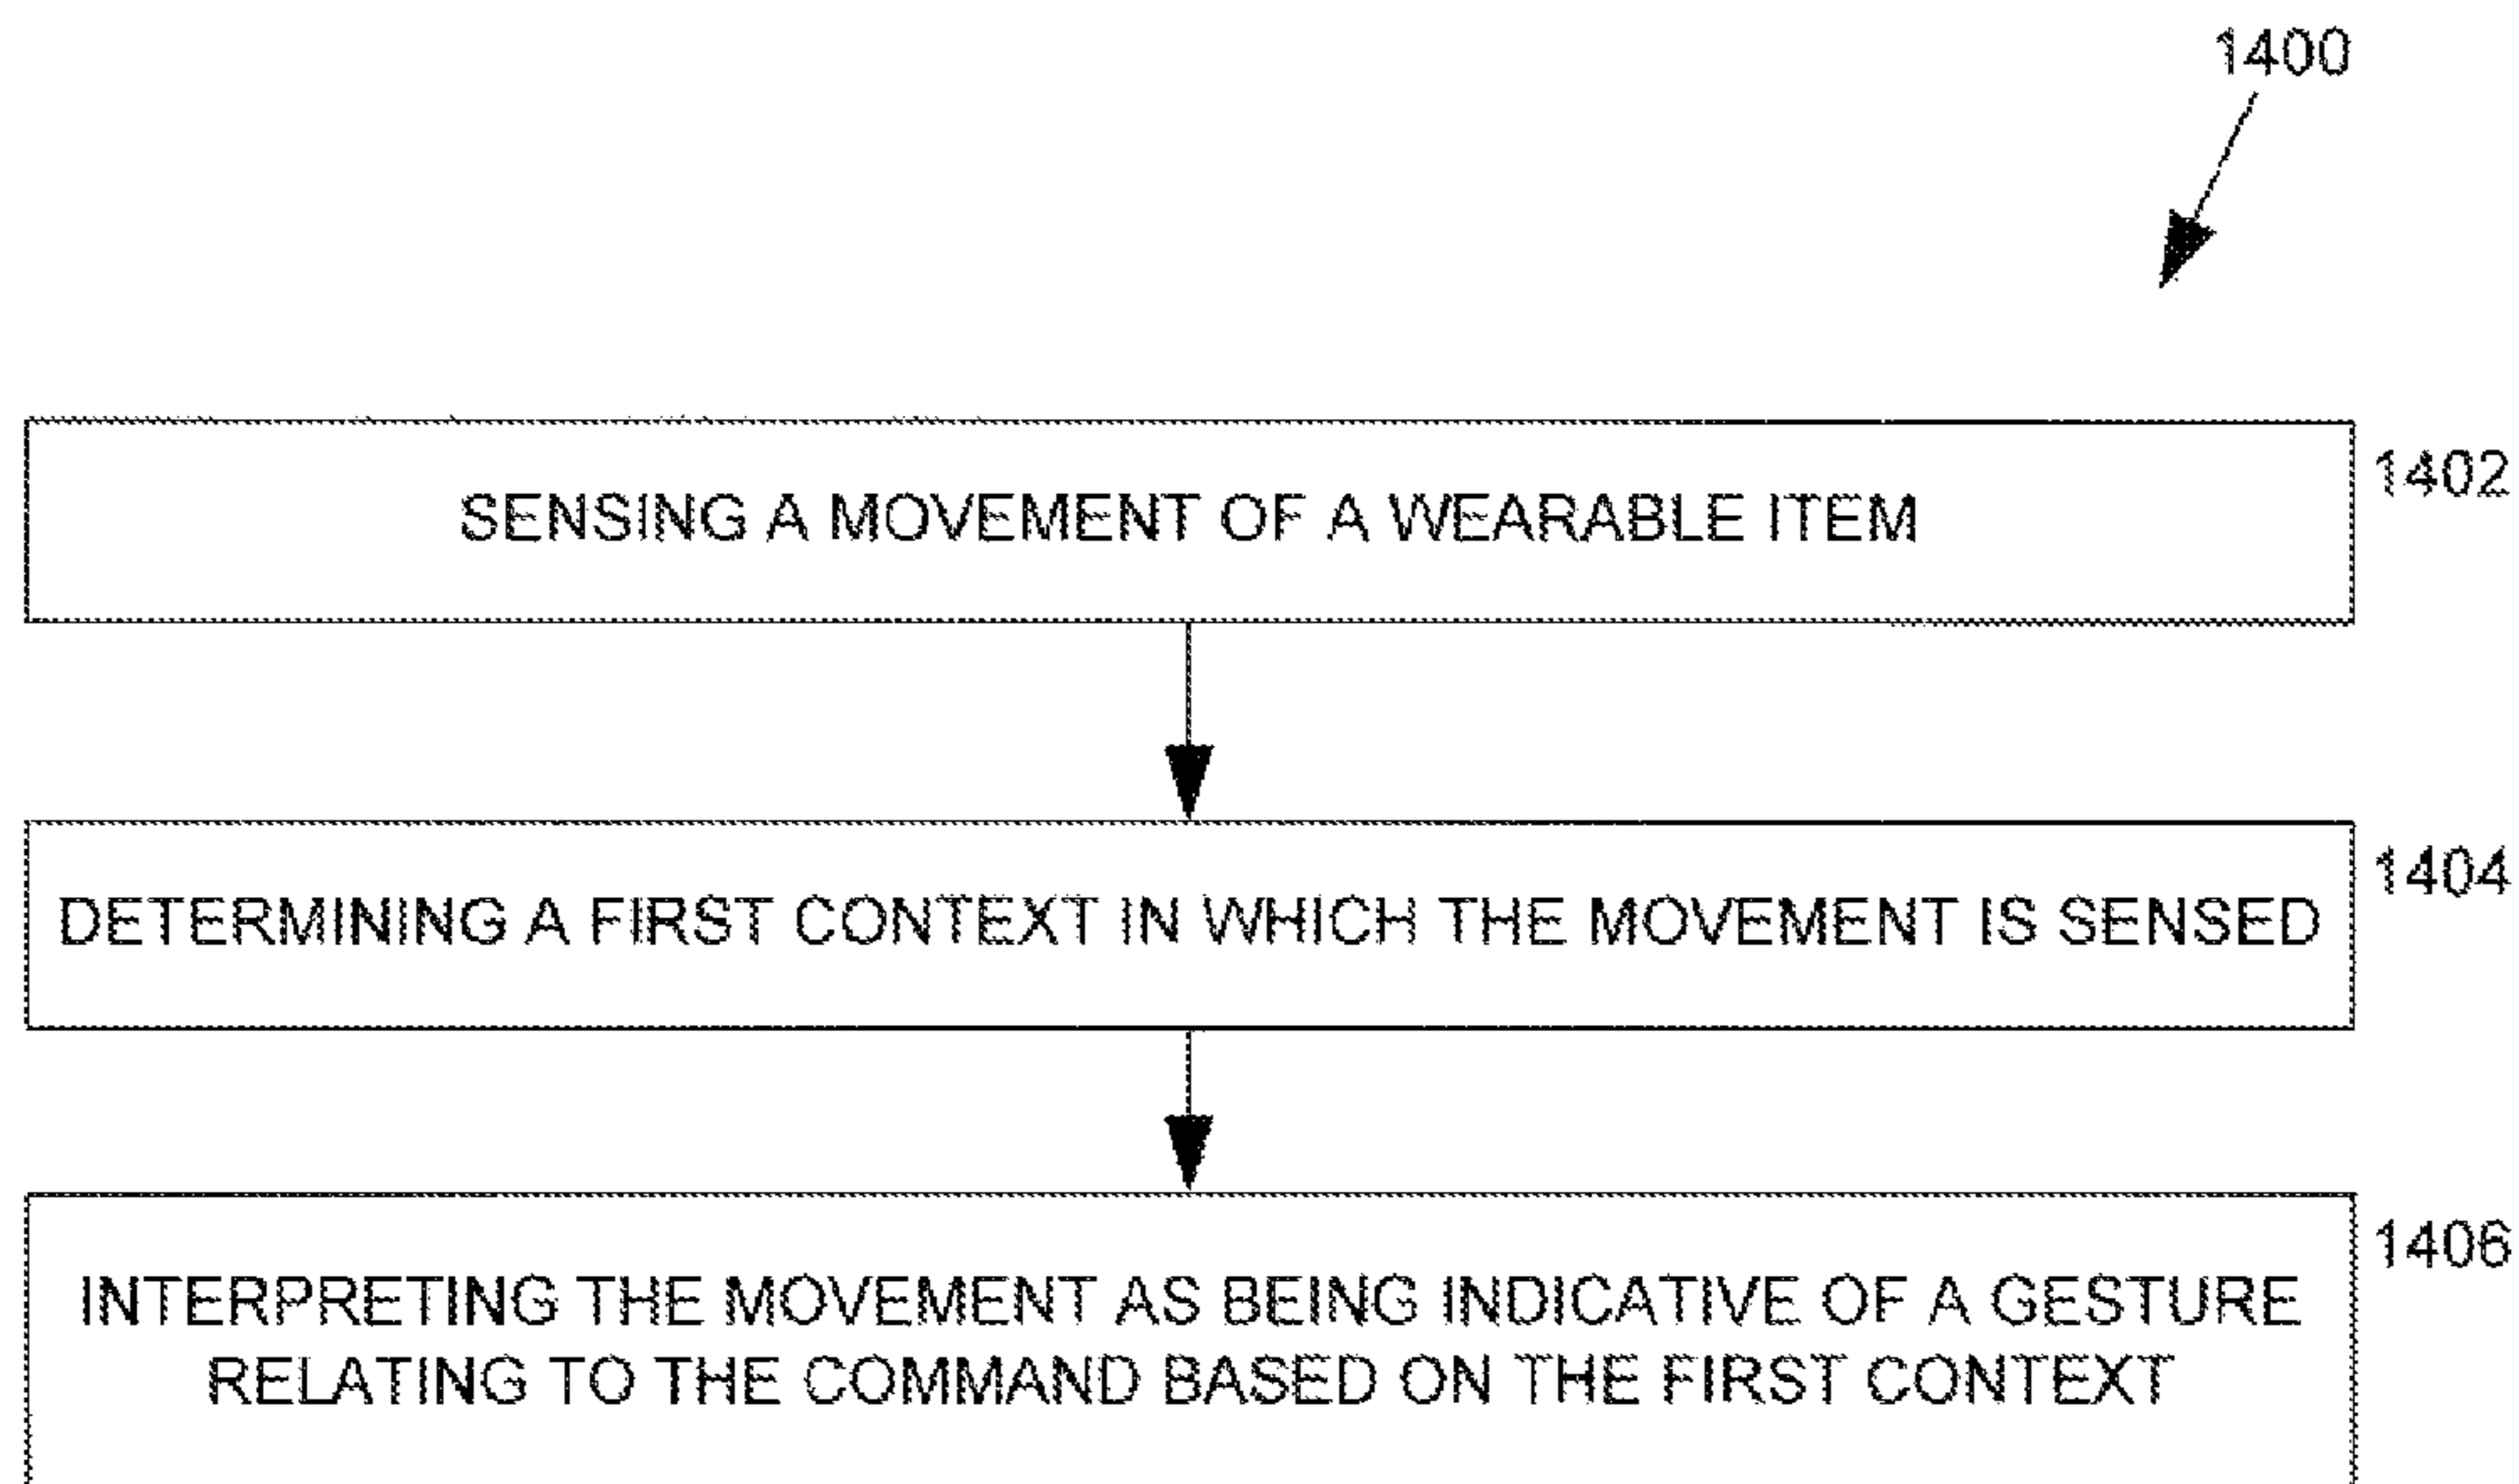 1400
SENSING A MOVEMENT OF A WEARABLE ITEM
1402
DETERMINING A FIRST CONTEXT IN WHICH THE MOVEMENT IS SENSED
1404
INTERPRETING THE MOVEMENT AS BEING INDICATIVE OF A GESTURE
RELATING TO THE COMMAND BASED ON THE FIRST CONTEXT
1406